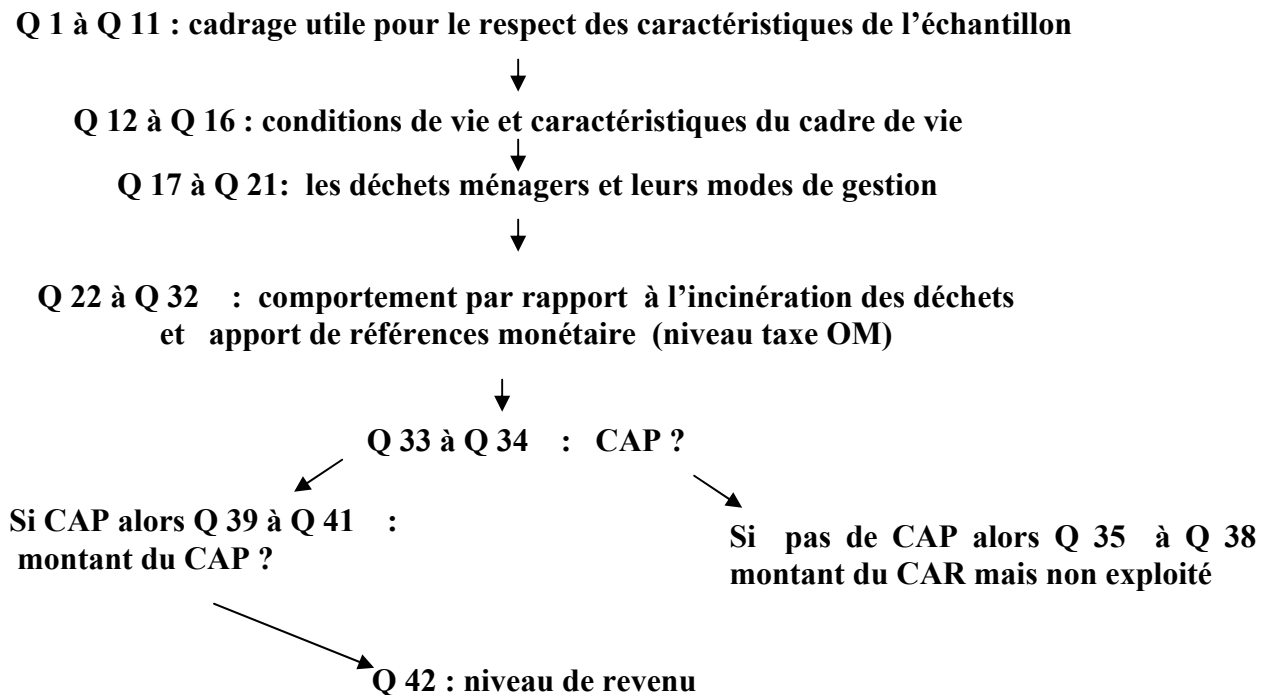 Q 1 à Q 11 : cadrage utile pour le respect des caractéristiques de l’échantillon
Q 12 à Q 16 : conditions de vie et caractéristiques du cadre de vie
Q 17 à Q 21: les déchets ménagers et leurs modes de gestion
Q 22 à Q 32 : comportement par rapport à l’incinération des déchets
et apport de références monétaire (niveau taxe OM)
Q 33 à Q 34 : CAP ?
Si CAP alors Q 39 à Q 41 :
montant du CAP ?
Si pas de CAP alors Q 35 à Q 38
montant du CAR mais non exploité
Q 42 : niveau de revenu